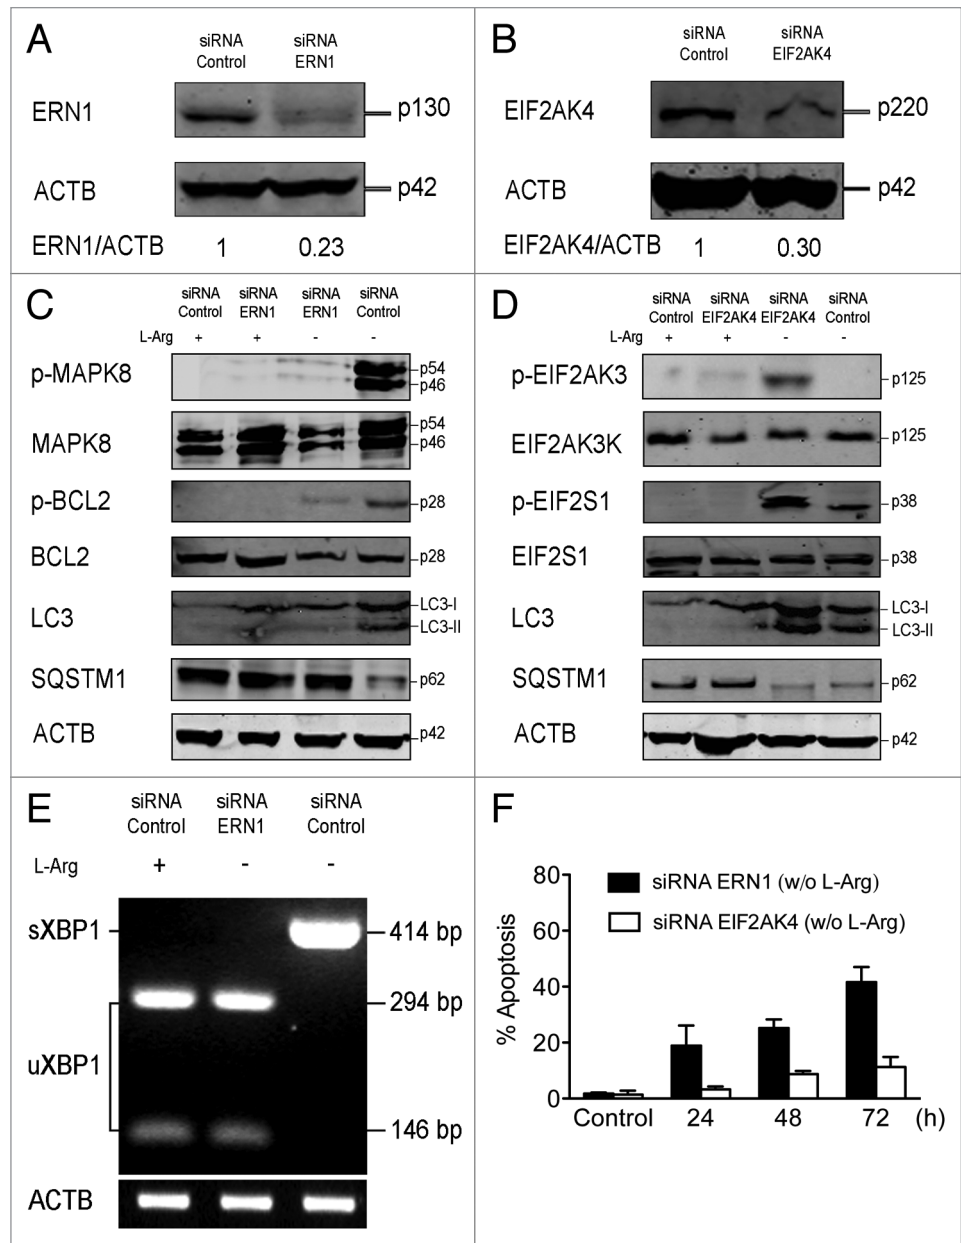 A
siRNA Control
siRNA ERN1
ERN1
p130
ACTB
p42
ERN1/ACTB 1 0.23
B
siRNA Control
siRNA EIF2AK4
EIF2AK4
p220
ACTB
p42
EIF2AK4/ACTB 1 0.30
C
siRNA Control
siRNA ERN1
siRNA ERN1
siRNA Control
L-Arg + + - -
p-MAPK8
p54
p46
MAPK8
p54
p46
p-BCL2
p28
BCL2
p28
LC3
LC3-I
LC3-II
SQSTM1
p62
ACTB
p42
D
siRNA Control
siRNA EIF2AK4
siRNA EIF2AK4
siRNA Control
L-Arg + + - -
p-EIF2AK3
p125
EIF2AK3K
p125
p-EIF2S1
p38
EIF2S1
p38
LC3
LC3-I
LC3-II
SQSTM1
p62
ACTB
p42
E
siRNA Control
siRNA ERN1
siRNA Control
L-Arg + - -
sXBP1
414 bp
294 bp
uXBP1
146 bp
ACTB
F
% Apoptosis
80
60
40
20
0
siRNA ERN1 (w/o L-Arg)
siRNA EIF2AK4 (w/o L-Arg)
Control 24 48 72 (h)